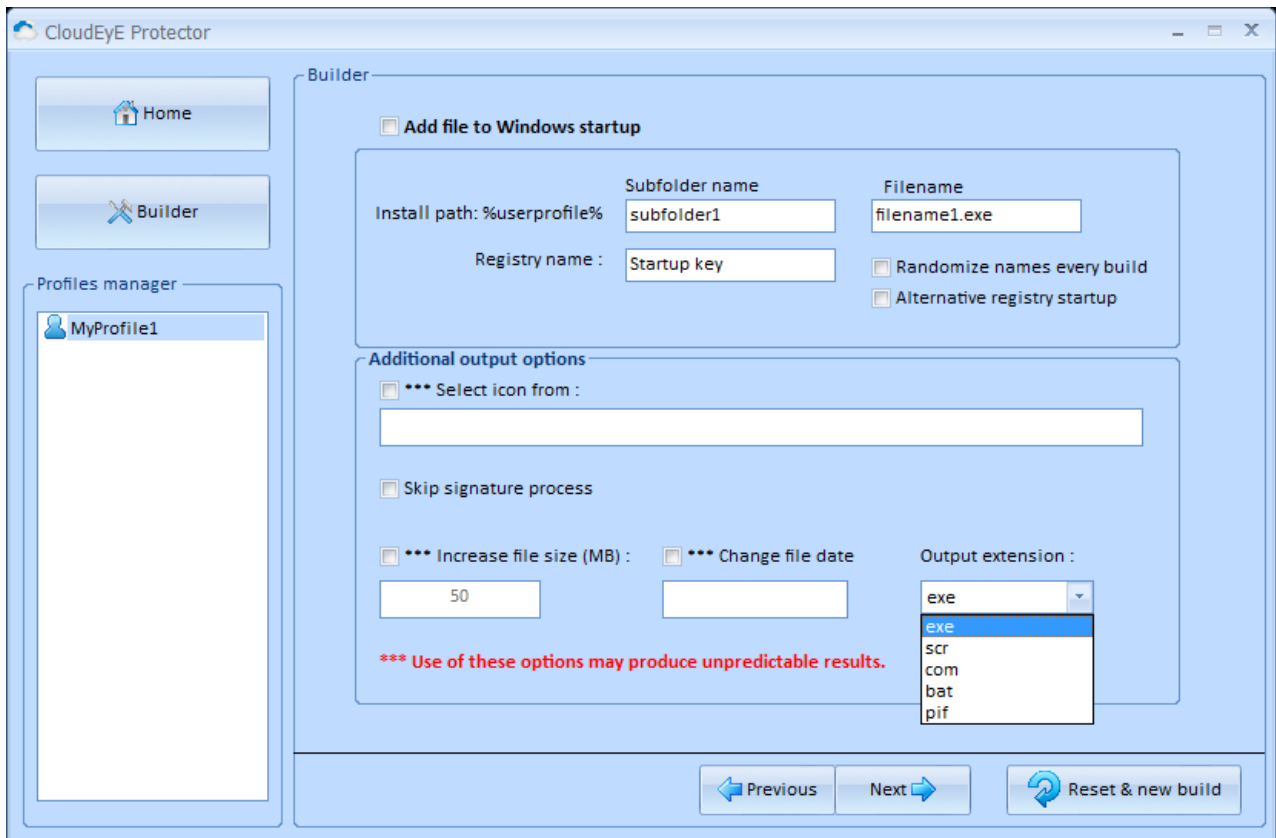 CloudEyE Protector
Home
Builder
Profiles manager
MyProfile1
Builder
Add file to Windows startup
Subfolder name Filename
Install path: %userprofile% subfolder1 filename1.exe
Registry name : Startup key
Randomize names every build
Alternative registry startup
Additional output options
*** Select icon from :
Skip signature process
*** Increase file size (MB) : *** Change file date Output extension :
50 exe
exe
scr
com
bat
pif
*** Use of these options may produce unpredictable results.
Previous Next Reset & new build